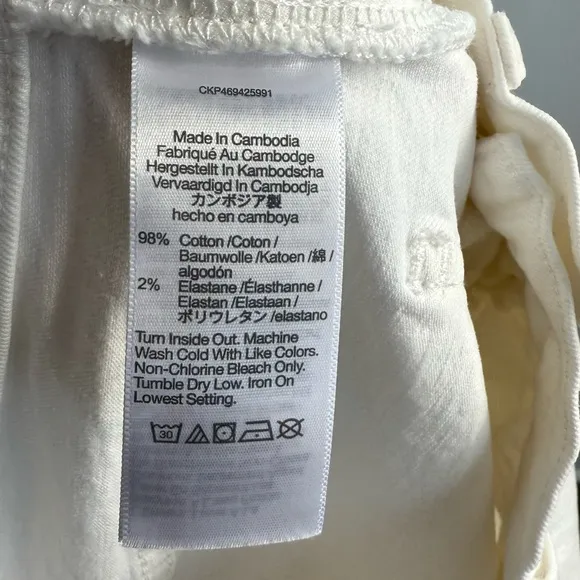 CKP469425991
Made In Cambodia
Fabriqué Au Cambodge
Hergestellt In Kambodscha
Vervaardigd In Cambodja
カンボジア製
hecho en camboya
98% Cotton /Coton/
Baumwolle /Katoen /綿/
algodón
2% Elastane /Élasthanne /
Elastan /Elastaan/
ポリウレタン /elastano
Turn Inside Out. Machine
Wash Cold With Like Colors.
Non-Chlorine Bleach Only.
Tumble Dry Low. Iron On
Lowest Setting.
30